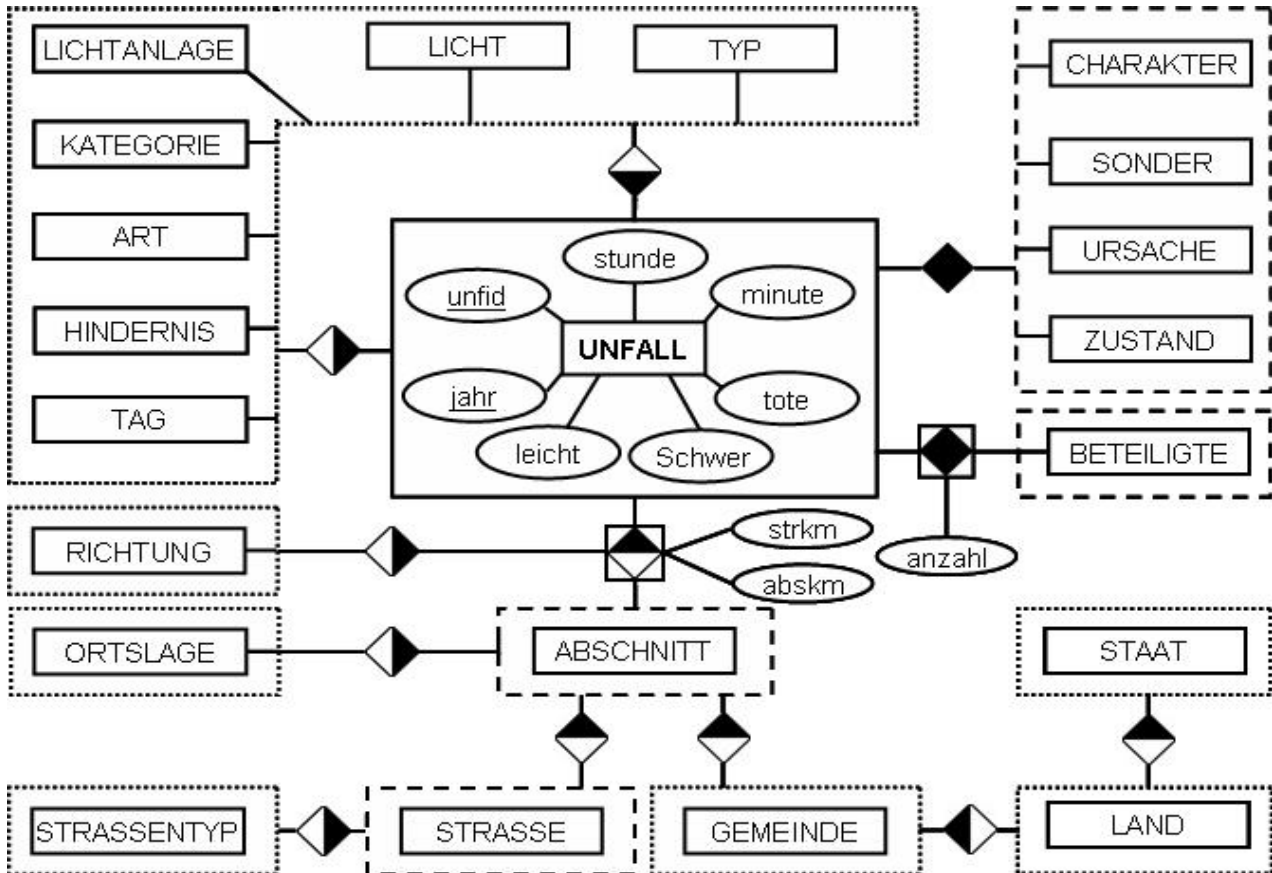 LICHTANLAGE
LICHT
TYP
CHARAKTER
KATEGORIE
SONDER
ART
URSACHE
stunde
unfid
minute
HINDERNIS
UNFALL
ZUSTAND
jahr
tote
TAG
leicht
Schwer
BETEILIGTE
RICHTUNG
strkm
anzahl
abskm
ORTSLAGE
ABSCHNITT
STAAT
STRASSENTYP
STRASSE
GEMEINDE
LAND